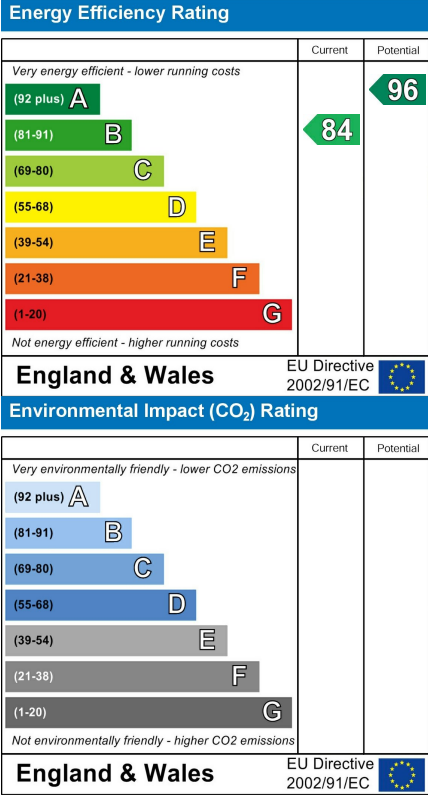 Energy Efficiency Rating
Current Potential
Very energy efficient - lower running costs
(92 plus) A
96
(81-91) B
84
(69-80) C
(55-68) D
(39-54) E
(21-38) F
(1-20) G
Not energy efficient - higher running costs
England & Wales
EU Directive
2002/91/EC
Environmental Impact (CO₂) Rating
Current Potential
Very environmentally friendly - lower CO2 emissions
(92 plus) A
(81-91) B
(69-80) C
(55-68) D
(39-54) E
(21-38) F
(1-20) G
Not environmentally friendly - higher CO2 emissions
England & Wales
EU Directive
2002/91/EC